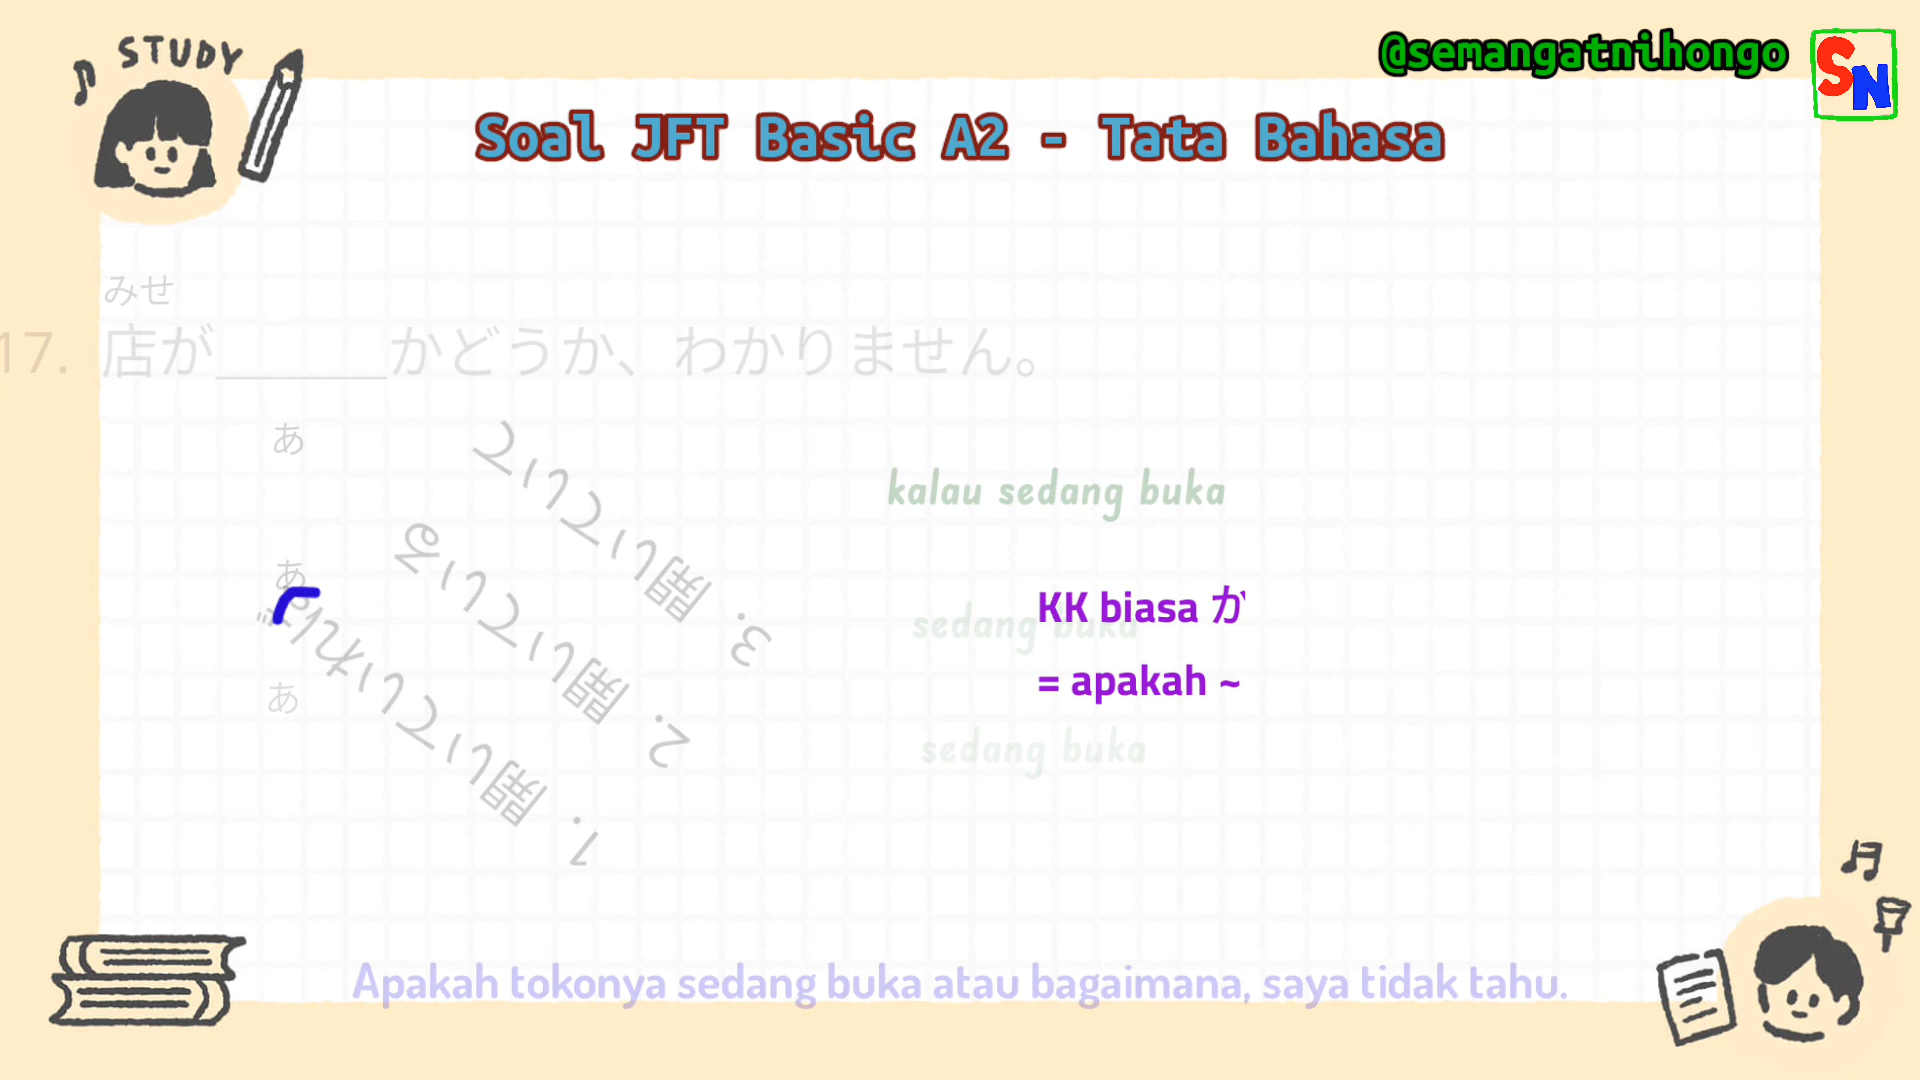 STUDY
@semangatnihongo
SN
Soal JFT Basic A2 - Tata Bahasa
みせ
17. 店が______かどうか、わかりません。
あ
1. 開いていれば
kalau sedang buka
あ
2. 開いている
sedang buka
あ
3. 開いていて
sedang buka
KK biasa か
= apakah ~
Apakah tokonya sedang buka atau bagaimana, saya tidak tahu.